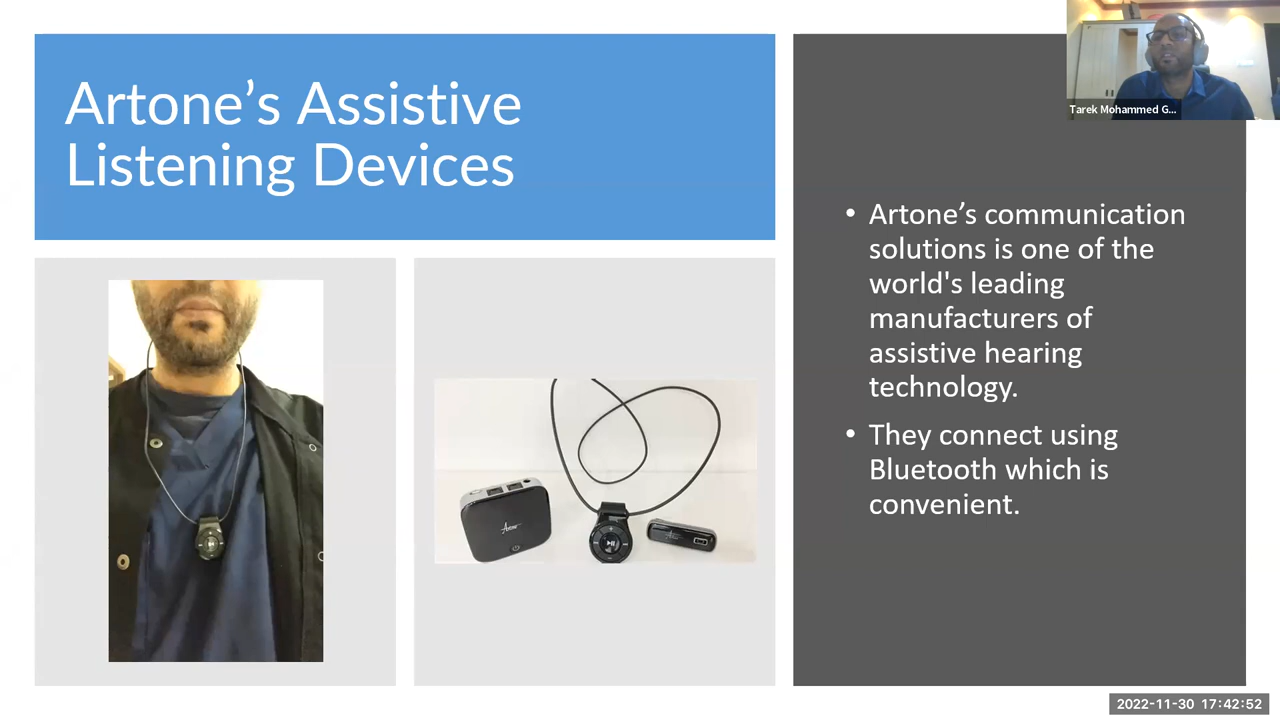 Artone’s Assistive
Listening Devices
Tarek Mohammed G...
• Artone’s communication
solutions is one of the
world's leading
manufacturers of
assistive hearing
technology.
• They connect using
Bluetooth which is
convenient.
Artone
2022-11-30 17:42:52